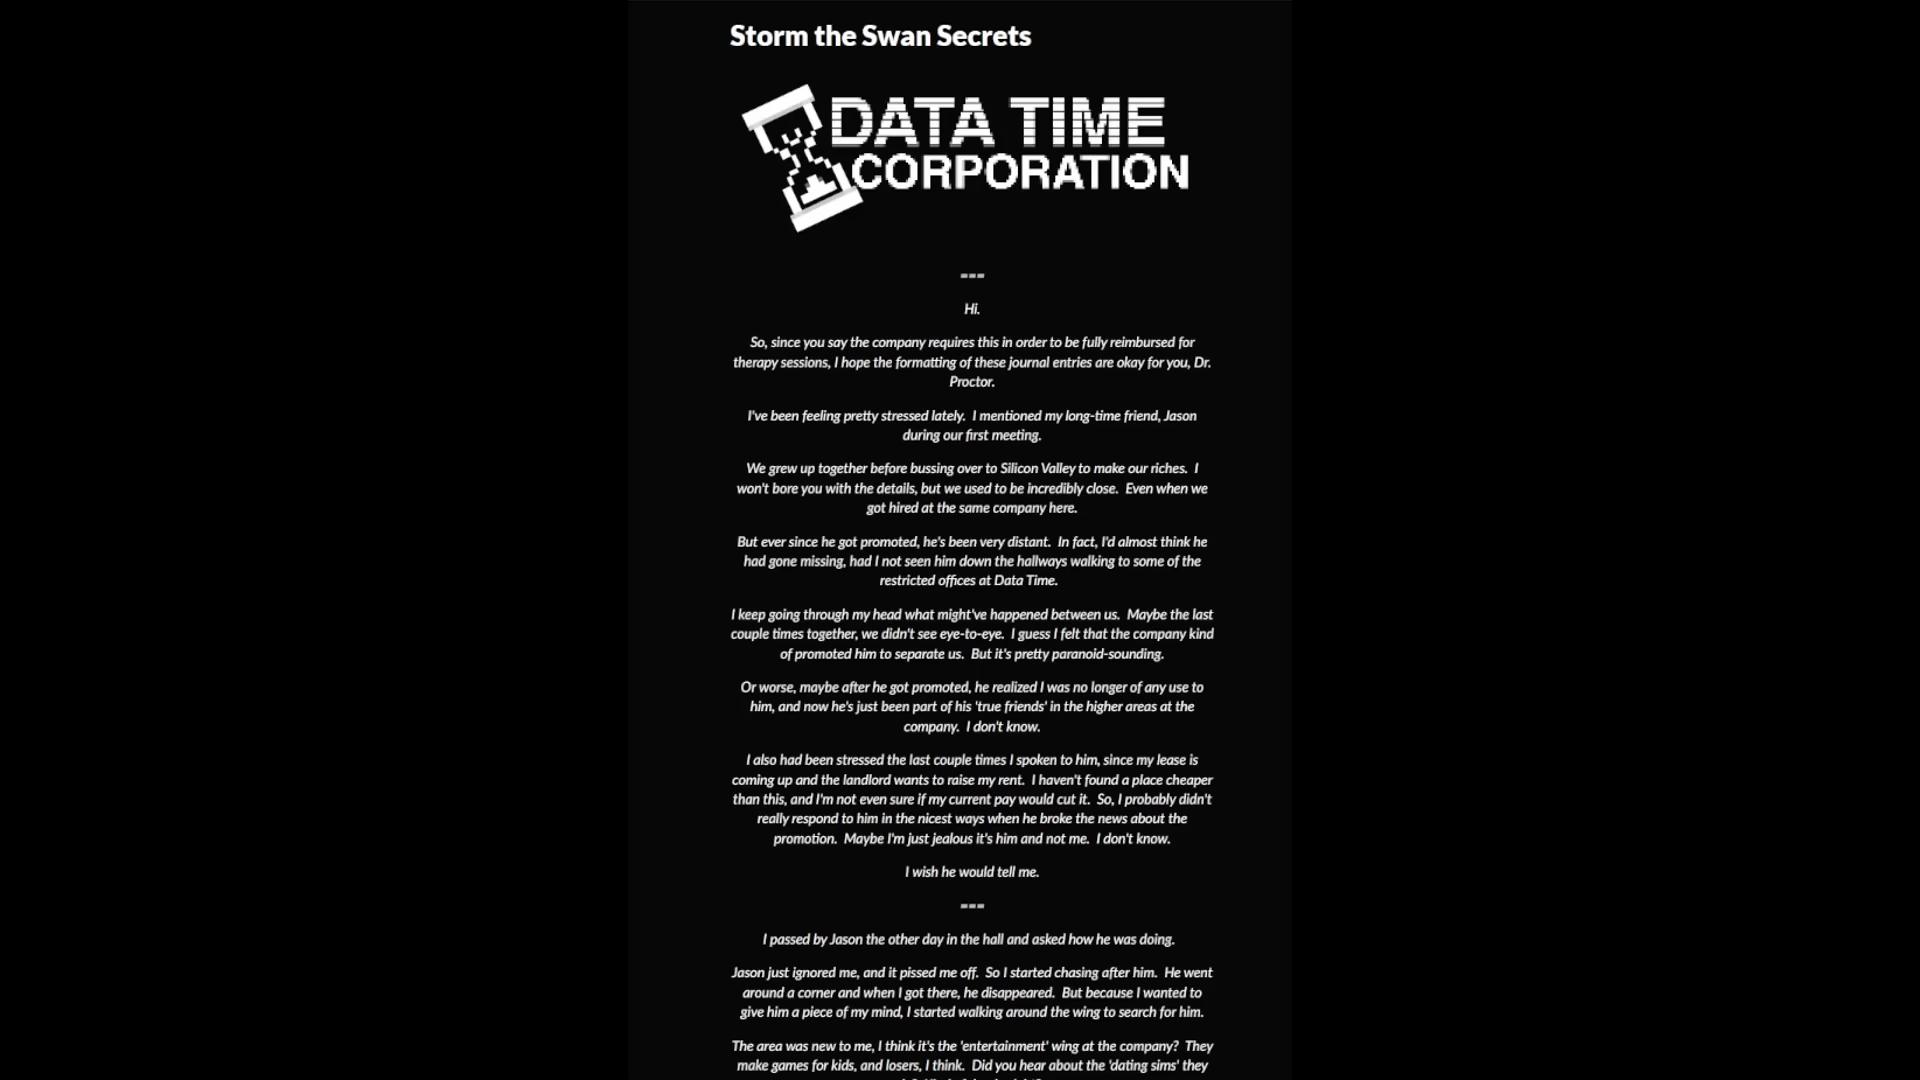 Storm the Swan Secrets
DATA TIME
CORPORATION
---
Hi.
So, since you say the company requires this in order to be fully reimbursed for
therapy sessions, I hope the formatting of these journal entries are okay for you, Dr.
Proctor.
I've been feeling pretty stressed lately.  I mentioned my long-time friend, Jason
during our first meeting.
We grew up together before bussing over to Silicon Valley to make our riches.  I
won't bore you with the details, but we used to be incredibly close.  Even when we
got hired at the same company here.
But ever since he got promoted, he's been very distant.  In fact, I'd almost think he
had gone missing, had I not seen him down the hallways walking to some of the
restricted offices at Data Time.
I keep going through my head what might've happened between us.  Maybe the last
couple times together, we didn't see eye-to-eye.  I guess I felt that the company kind
of promoted him to separate us.  But it's pretty paranoid-sounding.
Or worse, maybe after he got promoted, he realized I was no longer of any use to
him, and now he's just been part of his 'true friends' in the higher areas at the
company.  I don't know.
I also had been stressed the last couple times I spoken to him, since my lease is
coming up and the landlord wants to raise my rent.  I haven't found a place cheaper
than this, and I'm not even sure if my current pay would cut it.  So, I probably didn't
really respond to him in the nicest ways when he broke the news about the
promotion.  Maybe I'm just jealous it's him and not me.  I don't know.
I wish he would tell me.
---
I passed by Jason the other day in the hall and asked how he was doing.
Jason just ignored me, and it pissed me off.  So I started chasing after him.  He went
around a corner and when I got there, he disappeared.  But because I wanted to
give him a piece of my mind, I started walking around the wing to search for him.
The area was new to me, I think it's the 'entertainment' wing at the company?  They
make games for kids, and losers, I think.  Did you hear about the 'dating sims' they